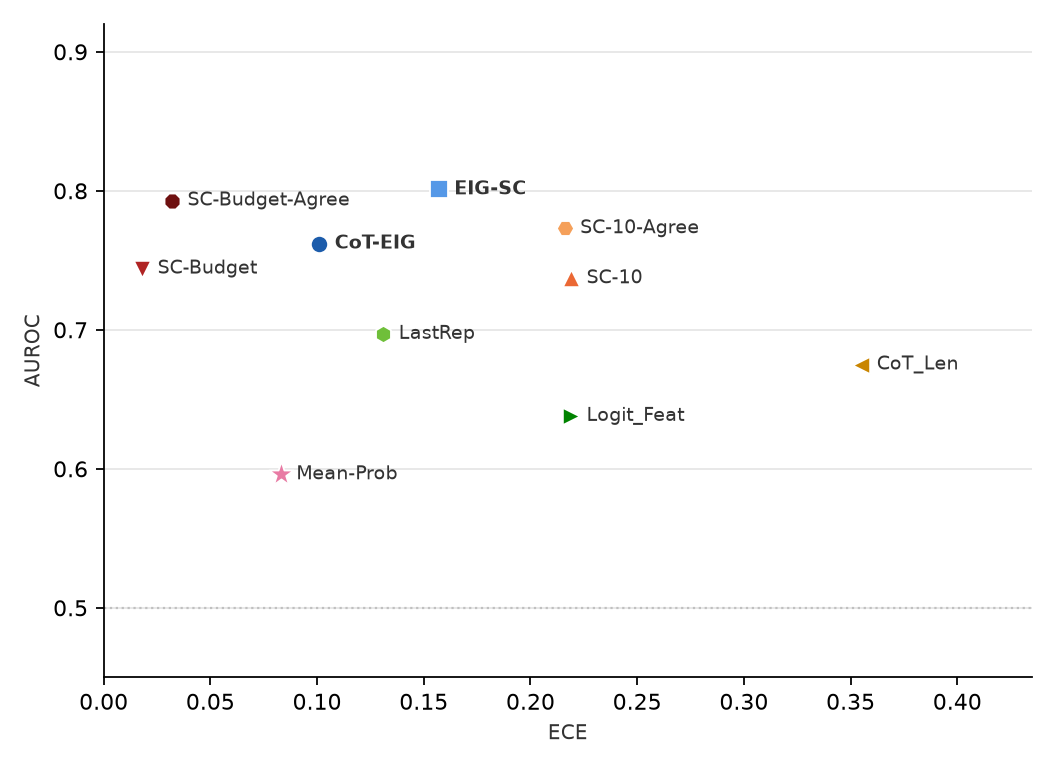 0.9
0.8
0.7
0.6
0.5
AUROC
EIG-SC
SC-Budget-Agree
SC-10-Agree
CoT-EIG
SC-Budget
SC-10
LastRep
CoT_Len
Logit_Feat
Mean-Prob
0.00 0.05 0.10 0.15 0.20 0.25 0.30 0.35 0.40
ECE